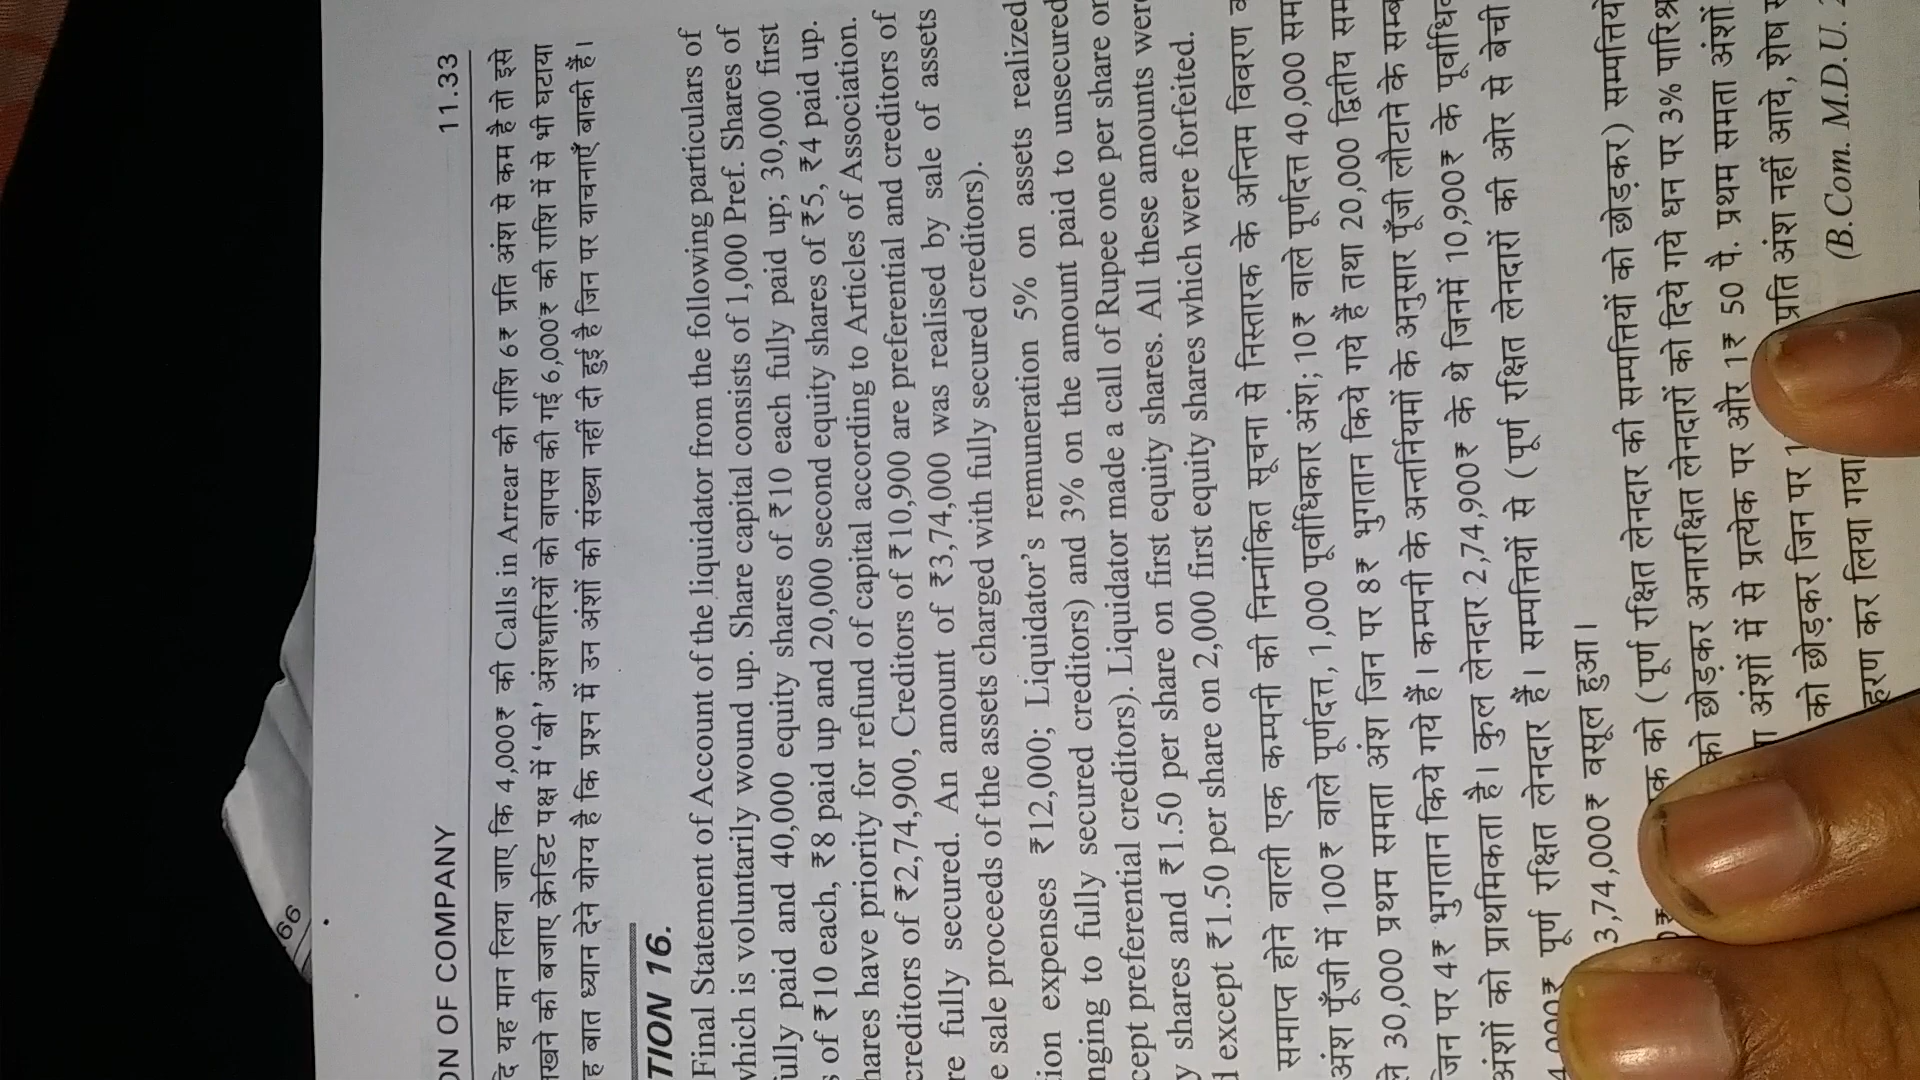 ON OF COMPANY 11.33
दे यह मान लिया जाए कि 4,000₹ की Calls in Arrear की राशि 6₹ प्रति अंश से कम है तो इसे
खने की बजाए क्रेडिट पक्ष में 'बी' अंशधारियों को वापस की गई 6,000₹ की राशि में से भी घटाया
ह बात ध्यान देने योग्य है कि प्रश्न में उन अंशों की संख्या नहीं दी हुई है जिन पर याचनाएँ बाकी हैं।
TION 16.
Final Statement of Account of the liquidator from the following particulars of
which is voluntarily wound up. Share capital consists of 1,000 Pref. Shares of
ully paid and 40,000 equity shares of ₹10 each fully paid up; 30,000 first
s of ₹10 each, ₹8 paid up and 20,000 second equity shares of ₹5, ₹4 paid up.
hares have priority for refund of capital according to Articles of Association.
creditors of ₹2,74,900, Creditors of ₹10,900 are preferential and creditors of
re fully secured. An amount of ₹3,74,000 was realised by sale of assets
e sale proceeds of the assets charged with fully secured creditors).
ion expenses ₹12,000; Liquidator's remuneration 5% on assets realized
nging to fully secured creditors) and 3% on the amount paid to unsecured
cept preferential creditors). Liquidator made a call of Rupee one per share on
y shares and ₹1.50 per share on first equity shares. All these amounts were
d except ₹1.50 per share on 2,000 first equity shares which were forfeited.
समाप्त होने वाली एक कम्पनी की निम्नांकित सूचना से निस्तारक के अन्तिम विवरण
अंश पूँजी में 100₹ वाले पूर्णदत्त, 1,000 पूर्वाधिकार अंश; 10₹ वाले पूर्णदत्त 40,000 सम
ले 30,000 प्रथम समता अंश जिन पर 8₹ भुगतान किये गये हैं तथा 20,000 द्वितीय सम
जिन पर 4₹ भुगतान किये गये हैं। कम्पनी के अन्तर्नियमों के अनुसार पूँजी लौटाने के सम्ब
अंशों को प्राथमिकता है। कुल लेनदार 2,74,900₹ के थे जिनमें 10,900₹ के पूर्वाधि
पूर्ण रक्षित लेनदार हैं। सम्पत्तियों से (पूर्ण रक्षित लेनदारों की ओर से बेची
3,74,000₹ वसूल हुआ।
क को (पूर्ण रक्षित लेनदार की सम्पत्तियों को छोड़कर) सम्पत्तियों
को छोड़कर अनारक्षित लेनदारों को दिये गये धन पर 3% पारिश्र
अंशों में से प्रत्येक पर और 1₹ 50 पै. प्रथम समता अंशों
को छोड़कर जिन पर 1 प्रति अंश नहीं आये, शेष
हरण कर लिया गया (B.Com. M.D.U.
66